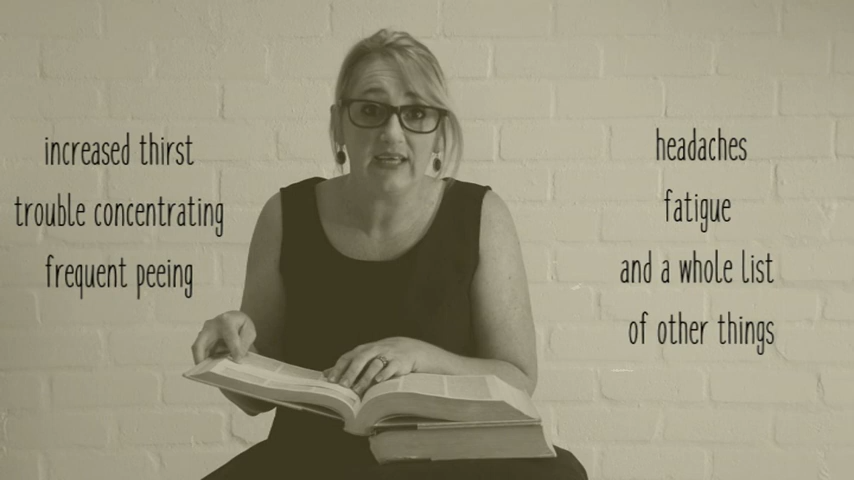 increased thirst
trouble concentrating
frequent peeing
headaches
fatigue
and a whole list
of other things